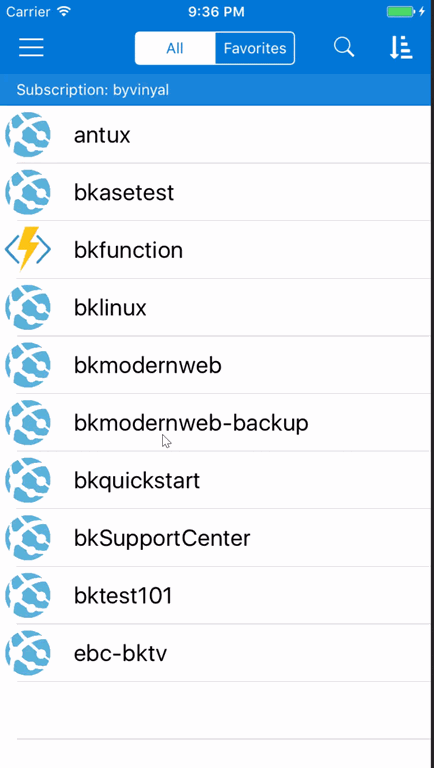 Carrier 9:36 PM
All Favorites
Subscription: byvinyal
antux
bkasetest
bkfunction
bklinux
bkmodernweb
bkmodernweb-backup
bkquickstart
bkSupportCenter
bktest101
ebc-bktv